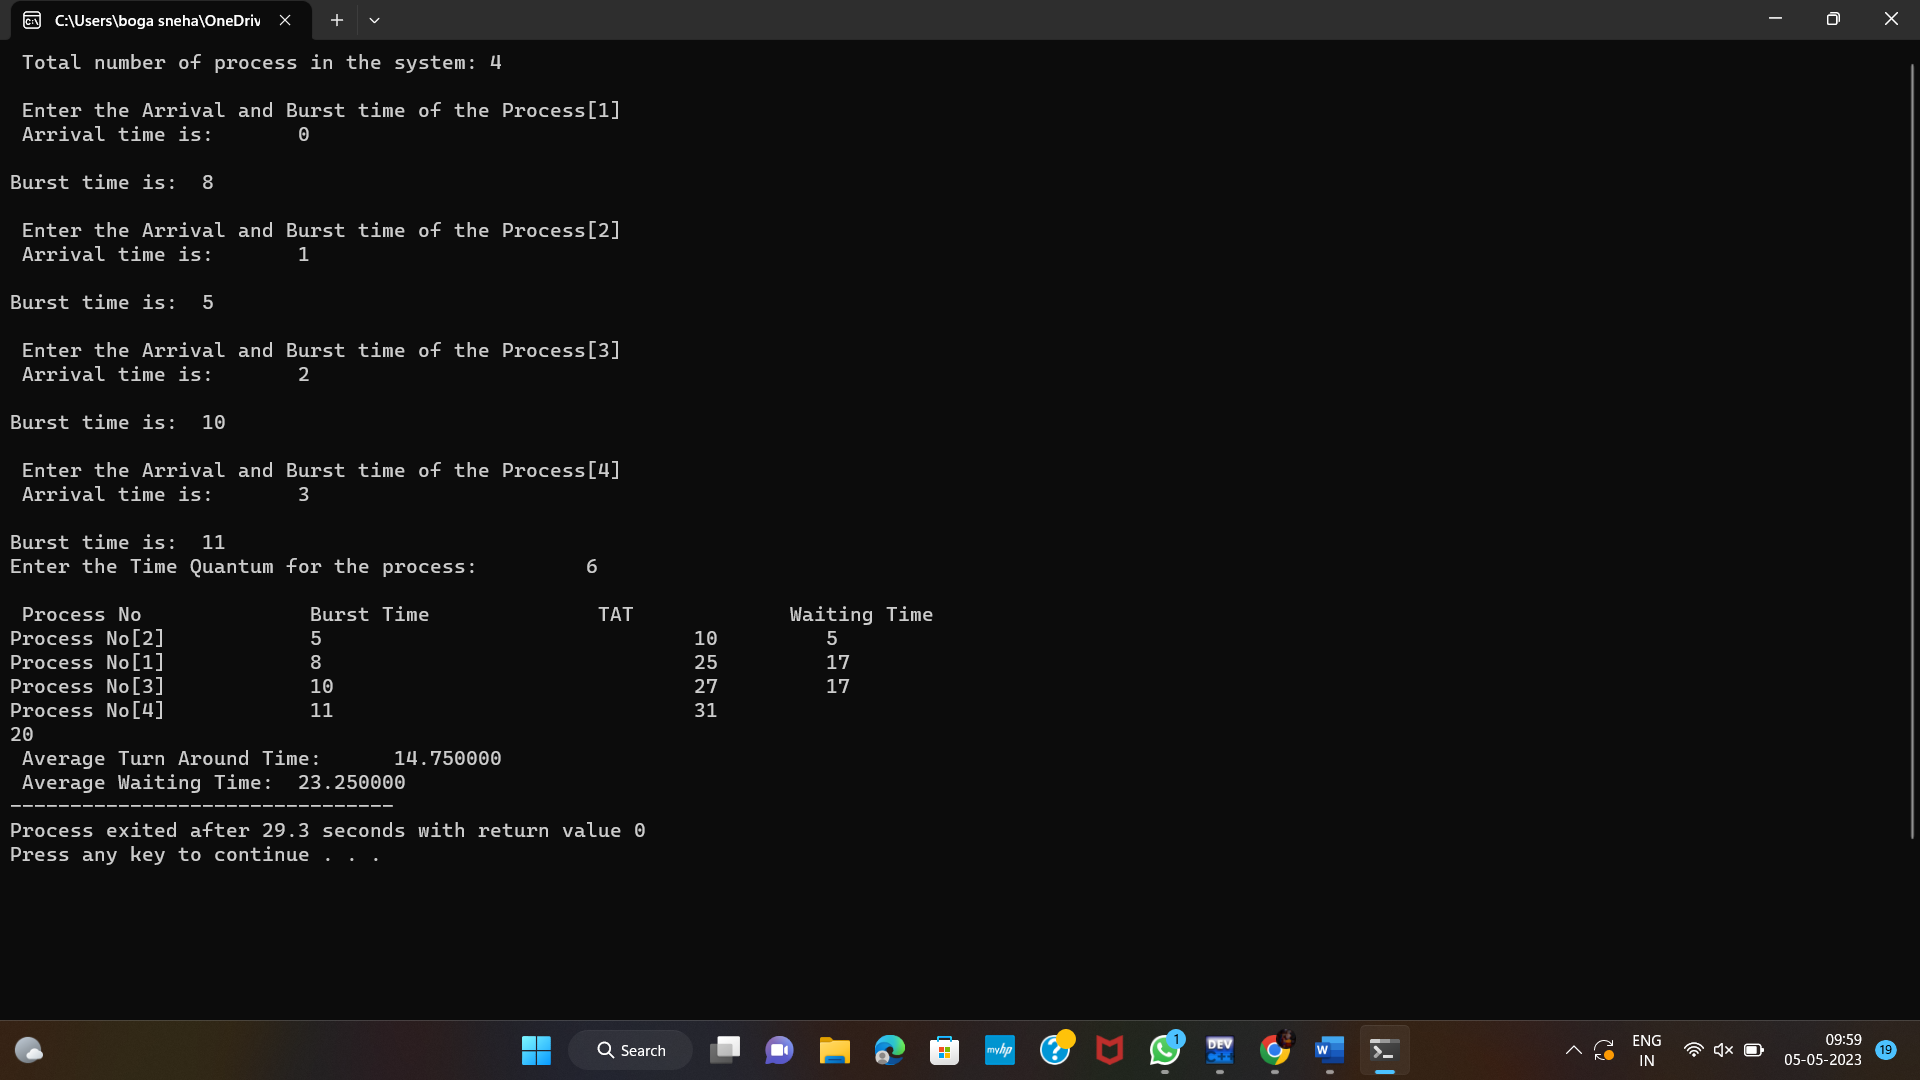 C:\Users\boga sneha\OneDriv
Total number of process in the system: 4
Enter the Arrival and Burst time of the Process[1]
Arrival time is: 0
Burst time is: 8
Enter the Arrival and Burst time of the Process[2]
Arrival time is: 1
Burst time is: 5
Enter the Arrival and Burst time of the Process[3]
Arrival time is: 2
Burst time is: 10
Enter the Arrival and Burst time of the Process[4]
Arrival time is: 3
Burst time is: 11
Enter the Time Quantum for the process: 6
Process No Burst Time TAT Waiting Time
Process No[2] 5 10 5
Process No[1] 8 25 17
Process No[3] 10 27 17
Process No[4] 11 31
20
Average Turn Around Time: 14.750000
Average Waiting Time: 23.250000
--------------------------------
Process exited after 29.3 seconds with return value 0
Press any key to continue . . .
Search
myhp
1
DEV
C++
W
ENG
IN
09:59
05-05-2023
19